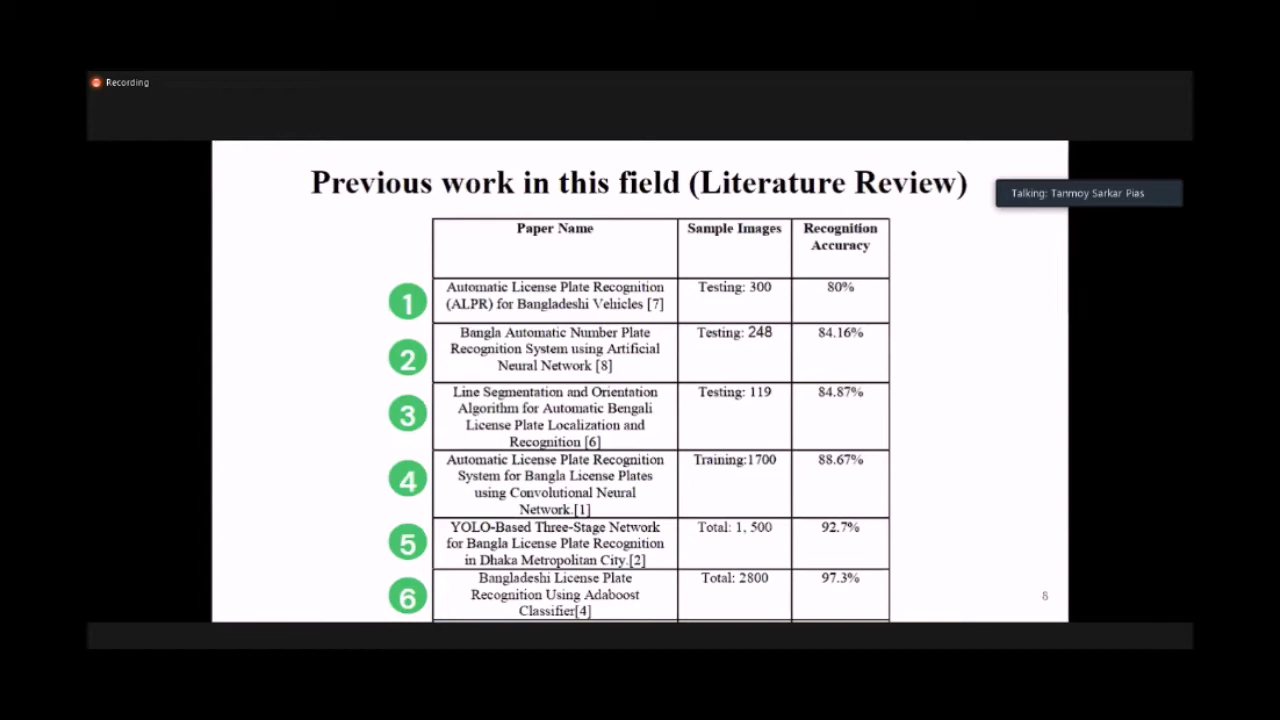 Recording
Previous work in this field (Literature Review)
Talking: Tanmoy Sarkar Pias
Paper Name Sample Images Recognition
Accuracy
1 Automatic License Plate Recognition Testing: 300 80%
(ALPR) for Bangladeshi Vehicles [7]
2 Bangla Automatic Number Plate Testing: 248 84.16%
Recognition System using Artificial
Neural Network [8]
3 Line Segmentation and Orientation Testing: 119 84.87%
Algorithm for Automatic Bengali
License Plate Localization and
Recognition [6]
4 Automatic License Plate Recognition Training:1700 88.67%
System for Bangla License Plates
using Convolutional Neural
Network.[1]
5 YOLO-Based Three-Stage Network Total: 1, 500 92.7%
for Bangla License Plate Recognition
in Dhaka Metropolitan City.[2]
6 Bangladeshi License Plate Total: 2800 97.3%
Recognition Using Adaboost
Classifier[4]
8